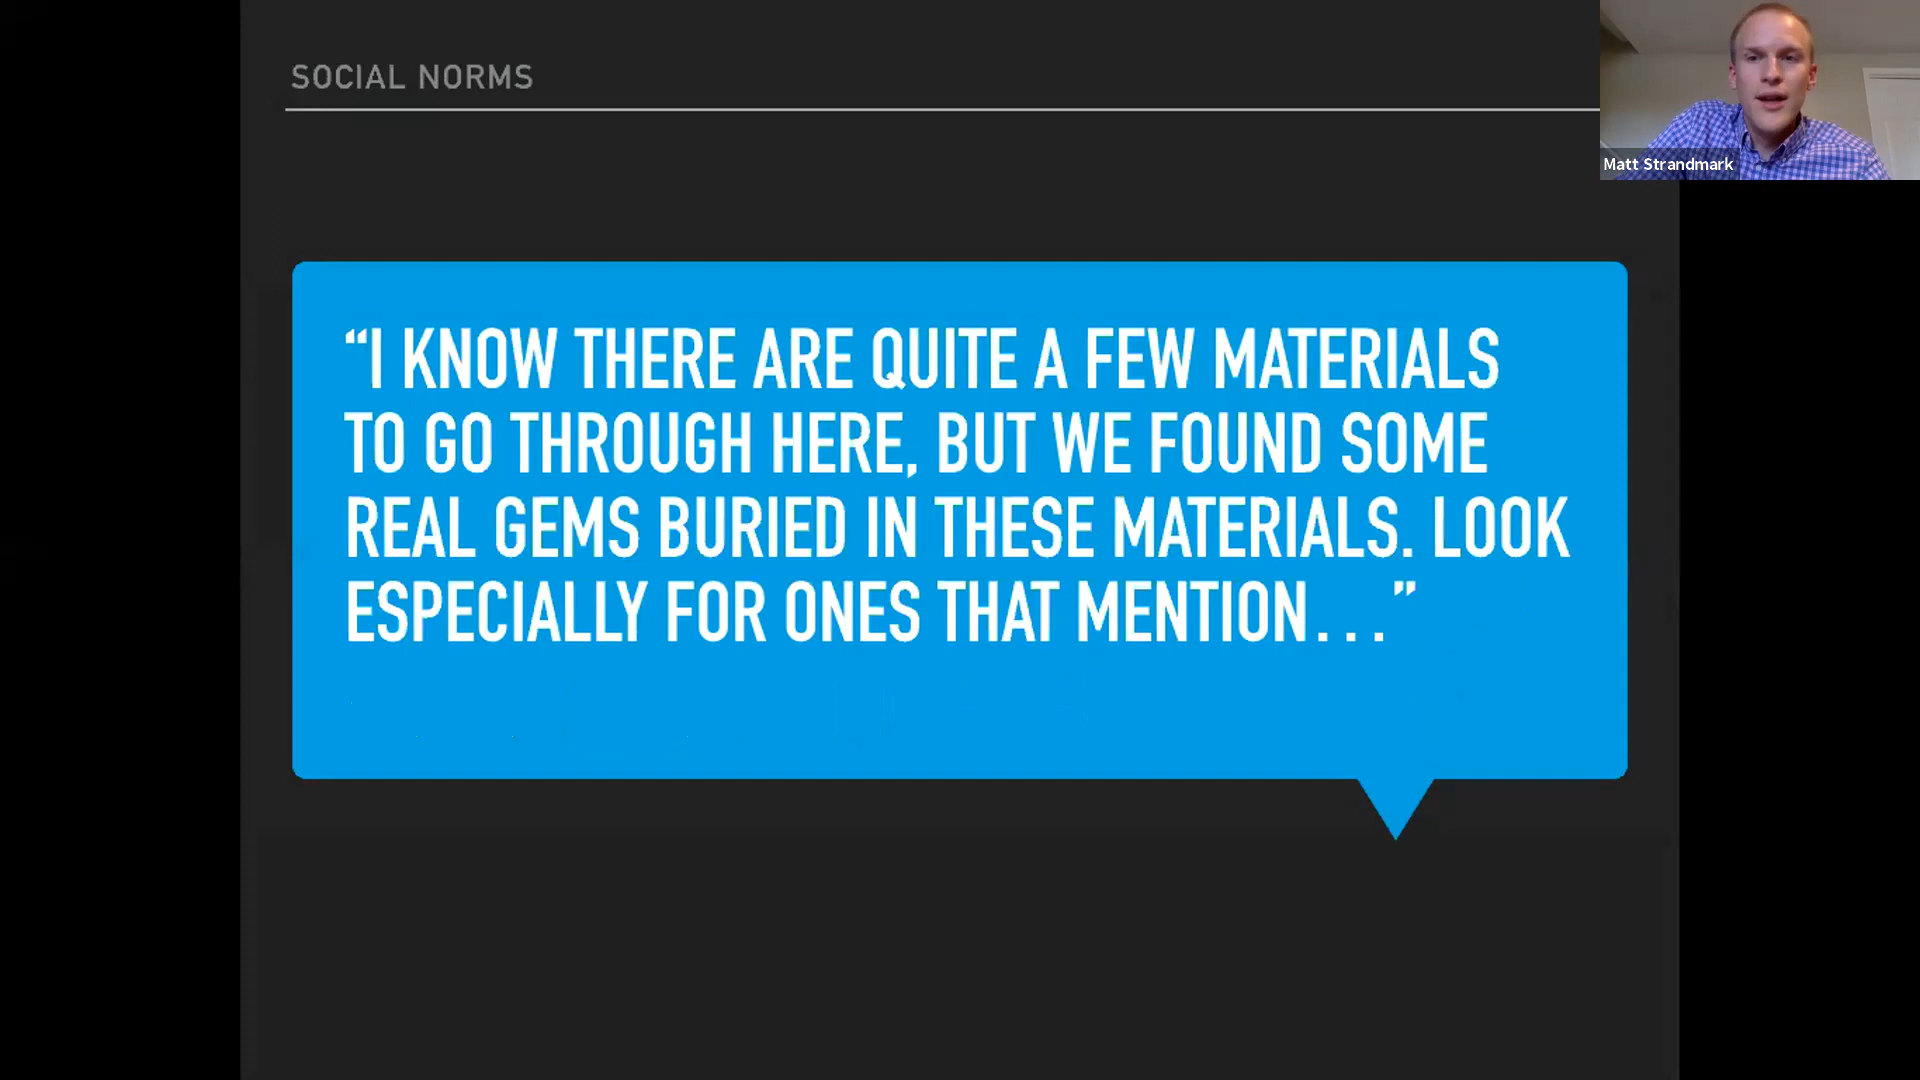 SOCIAL NORMS
Matt Strandmark
“I KNOW THERE ARE QUITE A FEW MATERIALS
TO GO THROUGH HERE, BUT WE FOUND SOME
REAL GEMS BURIED IN THESE MATERIALS. LOOK
ESPECIALLY FOR ONES THAT MENTION...”